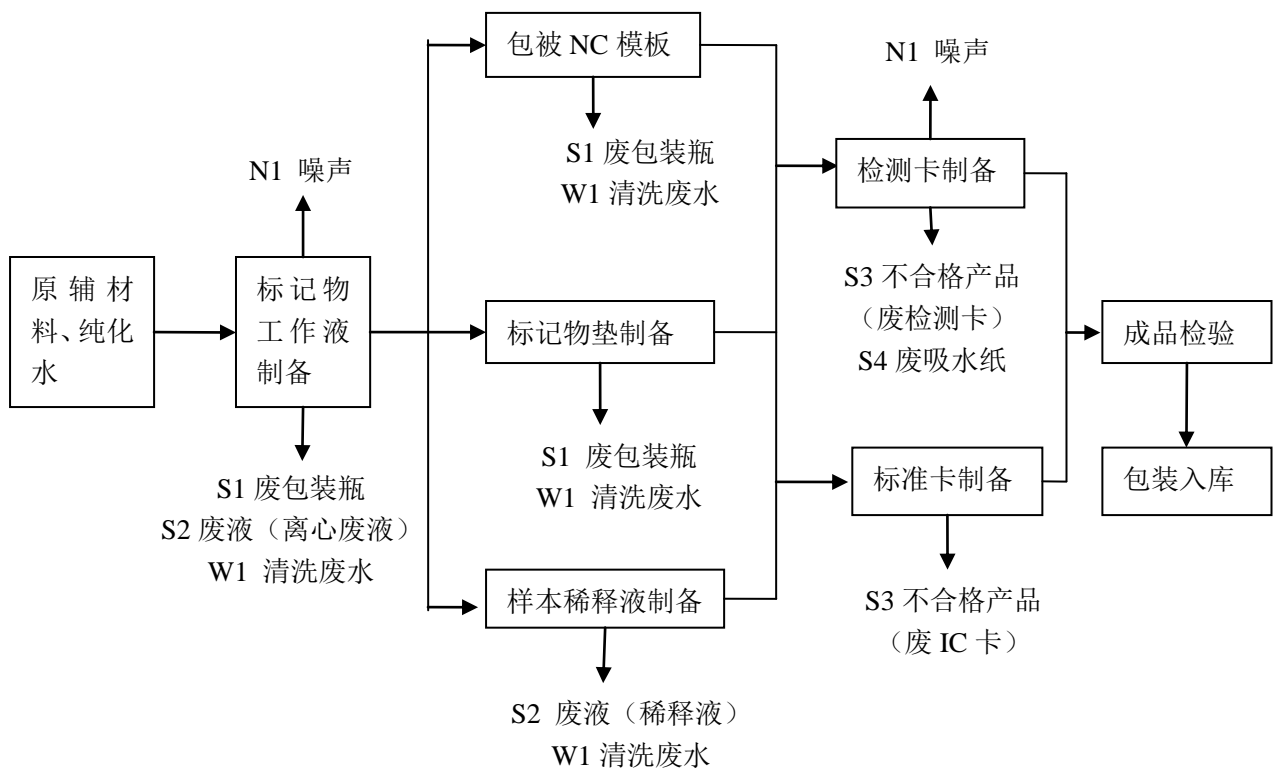 包被 NC 模板
N1 噪声
S1 废包装瓶
W1 清洗废水
N1 噪声
检测卡制备
原辅材
料、纯化
水
标记物
工作液
制备
S3 不合格产品
（废检测卡）
S4 废吸水纸
标记物垫制备
成品检验
S1 废包装瓶
W1 清洗废水
标准卡制备
包装入库
S1 废包装瓶
S2 废液（离心废液）
W1 清洗废水
样本稀释液制备
S3 不合格产品
（废 IC 卡）
S2 废液（稀释液）
W1 清洗废水